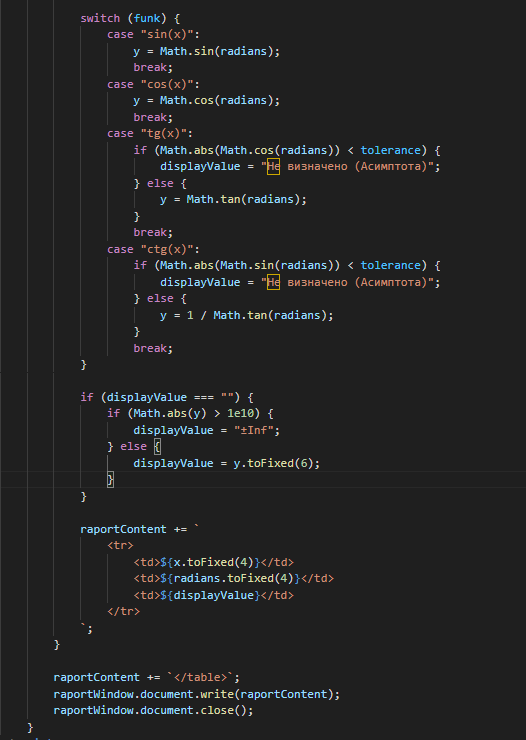 switch (funk) {
case "sin(x)":
y = Math.sin(radians);
break;
case "cos(x)":
y = Math.cos(radians);
break;
case "tg(x)":
if (Math.abs(Math.cos(radians)) < tolerance) {
displayValue = "Не визначено (Асимптота)";
} else {
y = Math.tan(radians);
}
break;
case "ctg(x)":
if (Math.abs(Math.sin(radians)) < tolerance) {
displayValue = "Не визначено (Асимптота)";
} else {
y = 1 / Math.tan(radians);
}
break;
}
if (displayValue === "") {
if (Math.abs(y) > 1e10) {
displayValue = "±Inf";
} else {
displayValue = y.toFixed(6);
}
}
raportContent += `
<tr>
<td>${x.toFixed(4)}</td>
<td>${radians.toFixed(4)}</td>
<td>${displayValue}</td>
</tr>
`;
}
raportContent += `</table>`;
raportWindow.document.write(raportContent);
raportWindow.document.close();
}